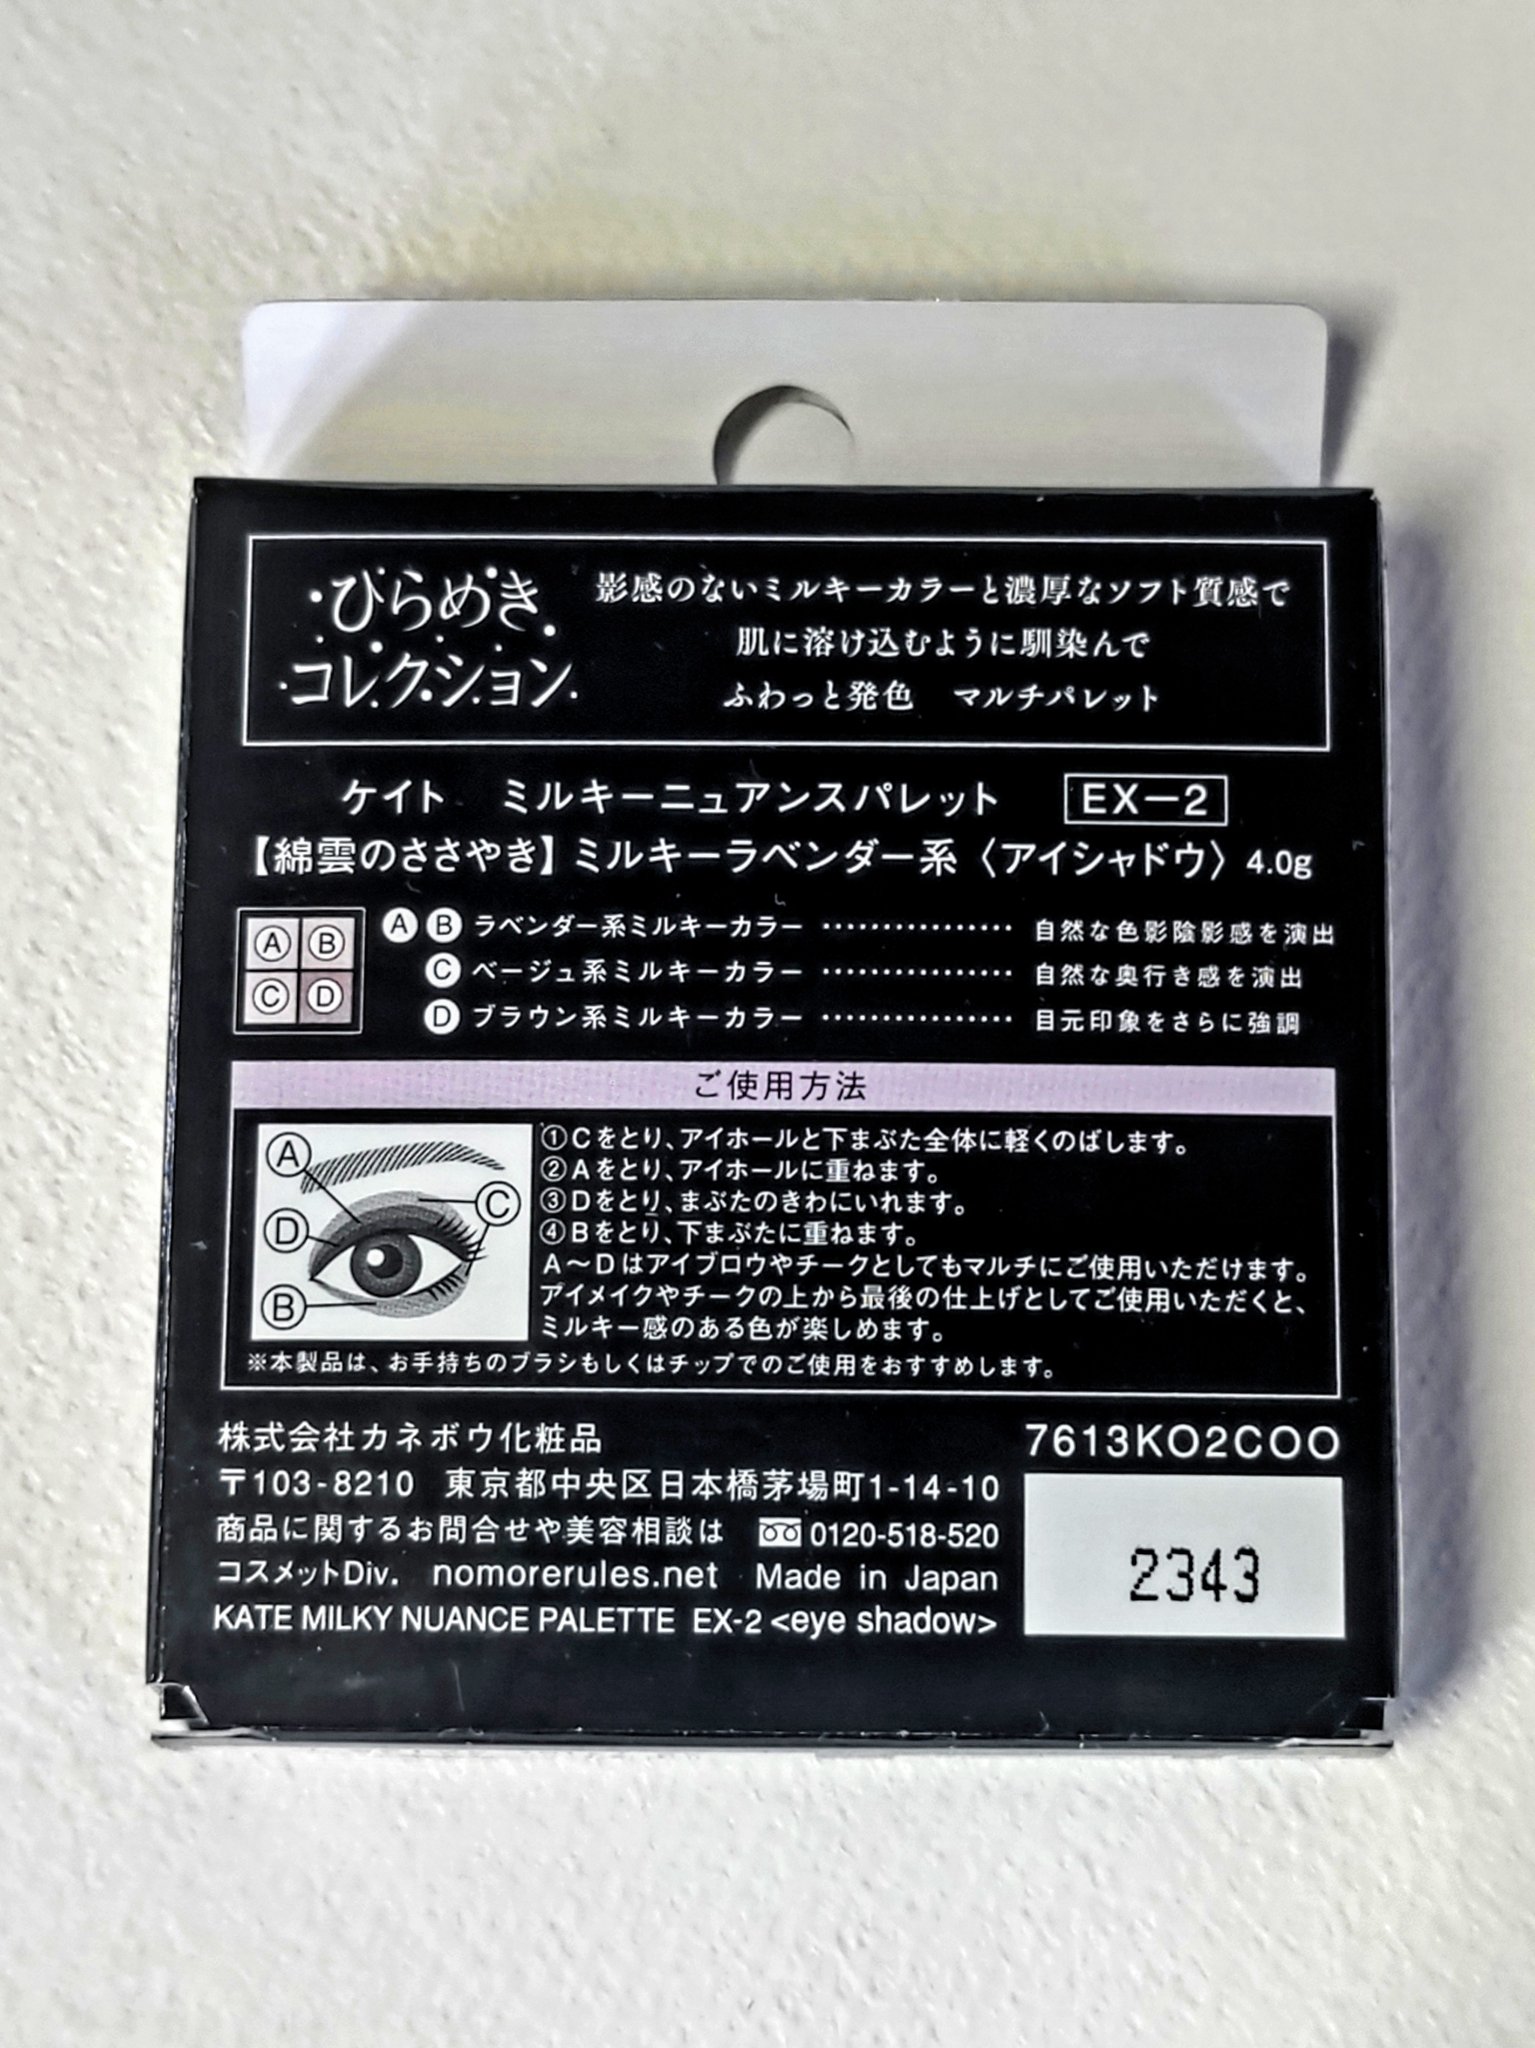 ひらめき
コレクション
影感のないミルキーカラーと濃厚なソフト質感で
肌に溶け込むように馴染んで
ふわっと発色 マルチパレット
ケイト ミルキーニュアンスパレット EX－2
【綿雲のささやき】ミルキーラベンダー系〈アイシャドウ〉4.0g
A B
C D
Ⓐ Ⓑ ラベンダー系ミルキーカラー ……………… 自然な色影陰影感を演出
Ⓒ ベージュ系ミルキーカラー ……………… 自然な奥行き感を演出
Ⓓ ブラウン系ミルキーカラー ……………… 目元印象をさらに強調
ご使用方法
A
C
D
B
①Cをとり、アイホールと下まぶた全体に軽くのばします。
②Aをとり、アイホールに重ねます。
③Dをとり、まぶたのきわにいれます。
④Bをとり、下まぶたに重ねます。
A～Dはアイブロウやチークとしてもマルチにご使用いただけます。
アイメイクやチークの上から最後の仕上げとしてご使用いただくと、
ミルキー感のある色が楽しめます。
※本製品は、お手持ちのブラシもしくはチップでのご使用をおすすめします。
株式会社カネボウ化粧品
〒103-8210 東京都中央区日本橋茅場町1-14-10
商品に関するお問合せや美容相談は 0120-518-520
コスメットDiv. nomorerules.net Made in Japan
KATE MILKY NUANCE PALETTE EX-2 <eye shadow>
7613KO2COO
2343